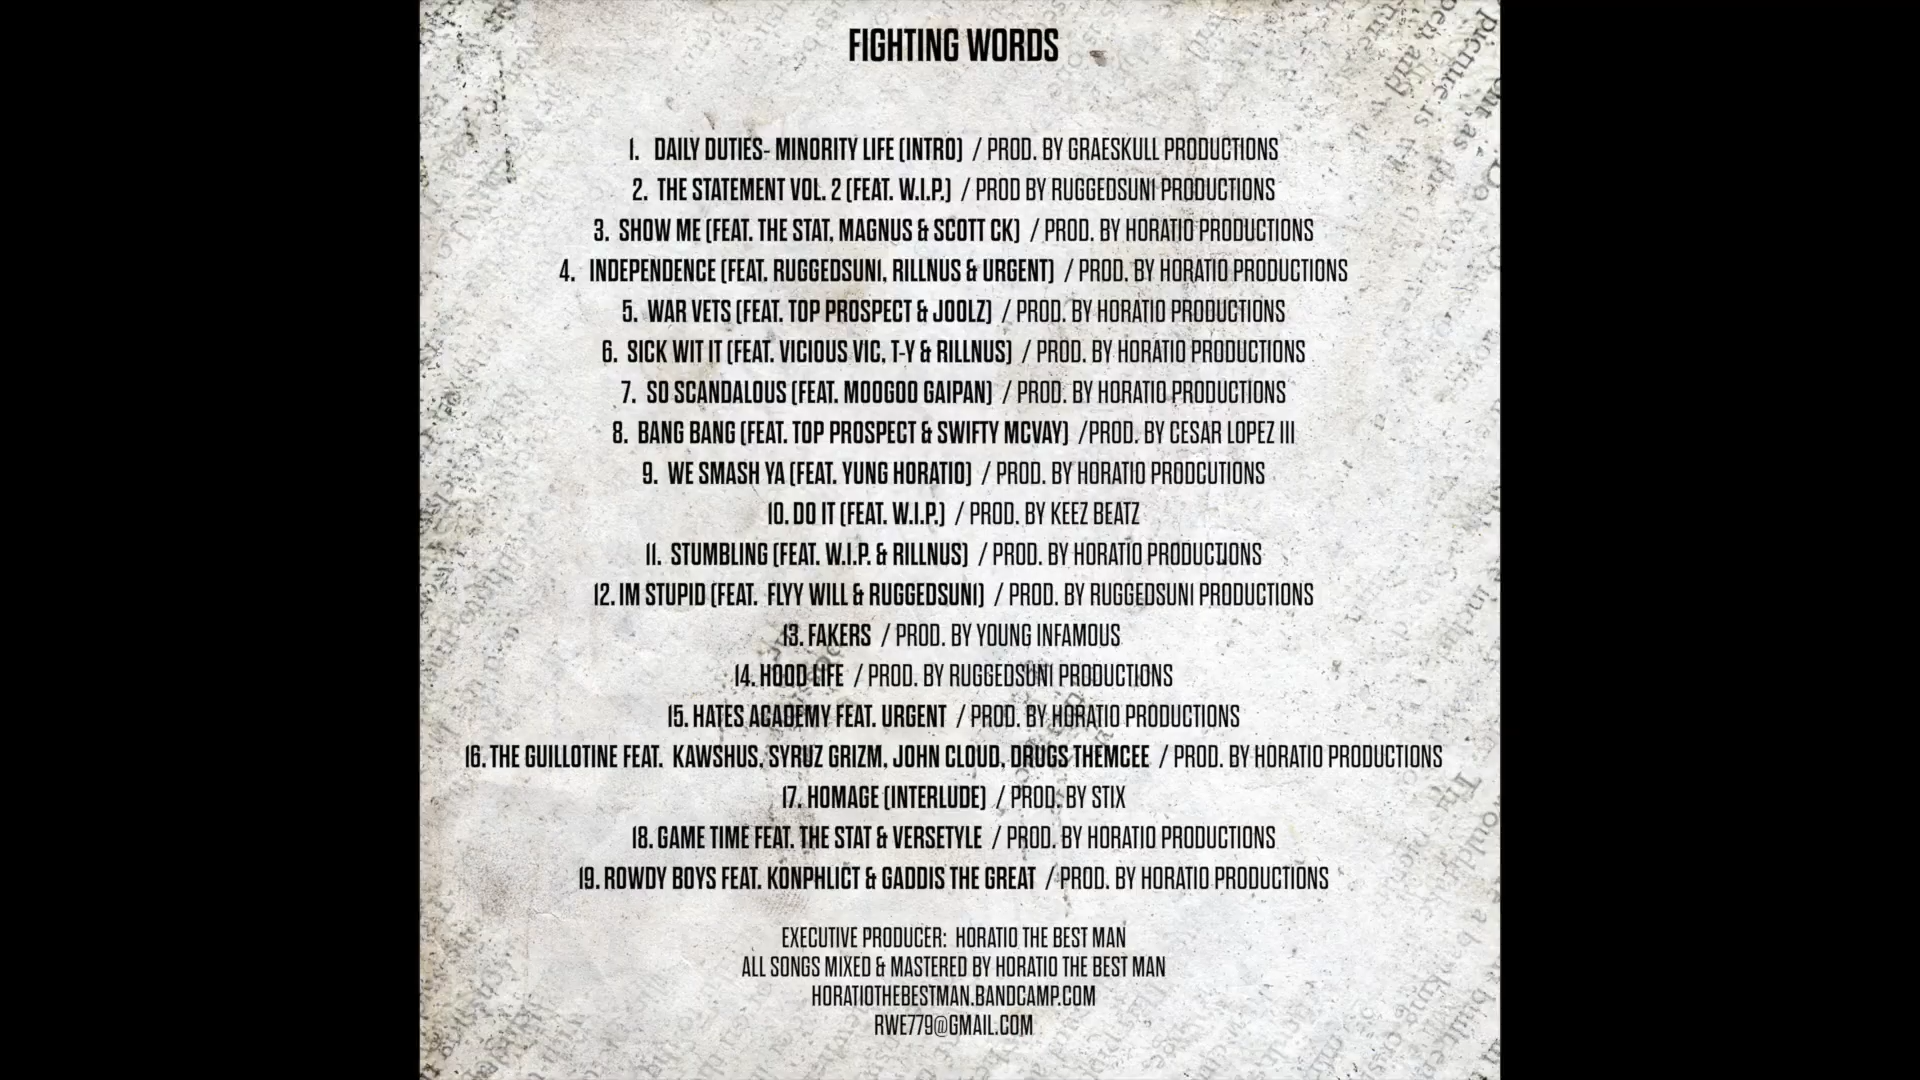 FIGHTING WORDS
1. DAILY DUTIES- MINORITY LIFE (INTRO) / PROD. BY GRAESKULL PRODUCTIONS
2. THE STATEMENT VOL. 2 (FEAT. W.I.P.) / PROD BY RUGGEDSUN1 PRODUCTIONS
3. SHOW ME (FEAT. THE STAT, MAGNUS & SCOTT CK) / PROD. BY HORATIO PRODUCTIONS
4. INDEPENDENCE (FEAT. RUGGEDSUN1, RILLNUS & URGENT) / PROD. BY HORATIO PRODUCTIONS
5. WAR VETS (FEAT. TOP PROSPECT & JOOLZ) / PROD. BY HORATIO PRODUCTIONS
6. SICK WIT IT (FEAT. VICIOUS VIC, T-Y & RILLNUS) / PROD. BY HORATIO PRODUCTIONS
7. SO SCANDALOUS (FEAT. MOOGOO GAIPAN) / PROD. BY HORATIO PRODUCTIONS
8. BANG BANG (FEAT. TOP PROSPECT & SWIFTY MCVAY) /PROD. BY CESAR LOPEZ III
9. WE SMASH YA (FEAT. YUNG HORATIO) / PROD. BY HORATIO PRODCUTIONS
10. DO IT (FEAT. W.I.P.) / PROD. BY KEEZ BEATZ
11. STUMBLING (FEAT. W.I.P. & RILLNUS) / PROD. BY HORATIO PRODUCTIONS
12. IM STUPID (FEAT. FLYY WILL & RUGGEDSUN1) / PROD. BY RUGGEDSUN1 PRODUCTIONS
13. FAKERS / PROD. BY YOUNG INFAMOUS
14. HOOD LIFE / PROD. BY RUGGEDSUN1 PRODUCTIONS
15. HATES ACADEMY FEAT. URGENT / PROD. BY HORATIO PRODUCTIONS
16. THE GUILLOTINE FEAT. KAWSHUS, SYRUZ GRIZM, JOHN CLOUD, DRUGS THEMCEE / PROD. BY HORATIO PRODUCTIONS
17. HOMAGE (INTERLUDE) / PROD. BY STIX
18. GAME TIME FEAT. THE STAT & VERSETYLE / PROD. BY HORATIO PRODUCTIONS
19. ROWDY BOYS FEAT. KONPHLICT & GADDIS THE GREAT / PROD. BY HORATIO PRODUCTIONS
EXECUTIVE PRODUCER: HORATIO THE BEST MAN
ALL SONGS MIXED & MASTERED BY HORATIO THE BEST MAN
HORATIOTHEBESTMAN.BANDCAMP.COM
RWE779@GMAIL.COM